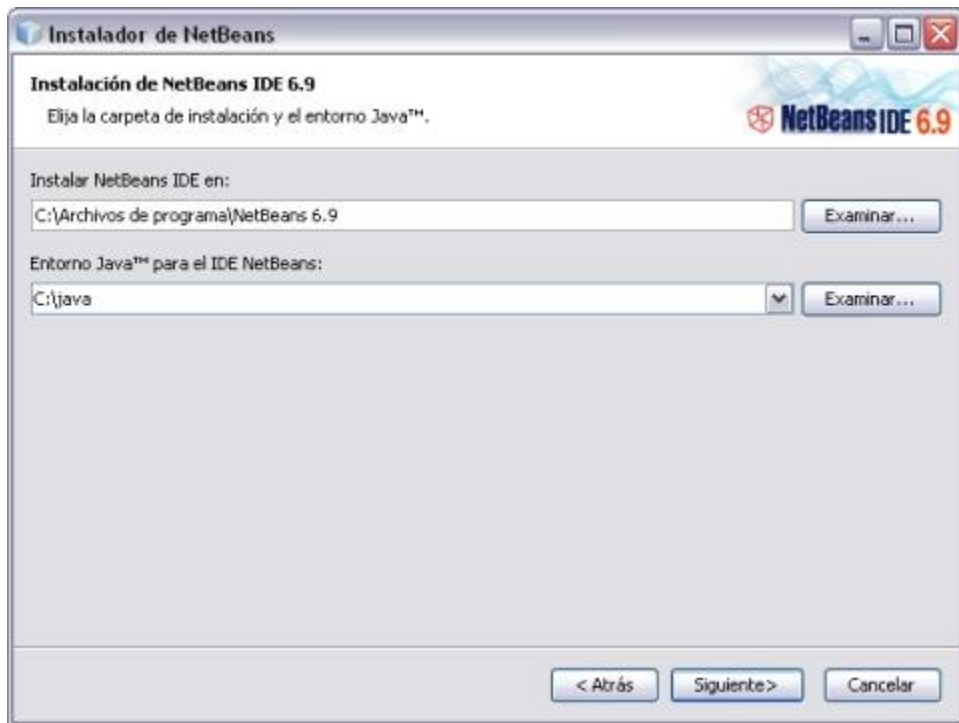 Instalador de NetBeans
Instalación de NetBeans IDE 6.9
Elija la carpeta de instalación y el entorno Java™.
NetBeans IDE 6.9
Instalar NetBeans IDE en:
C:\Archivos de programa\NetBeans 6.9
Examinar...
Entorno Java™ para el IDE NetBeans:
C:\java
Examinar...
< Atrás
Siguiente>
Cancelar